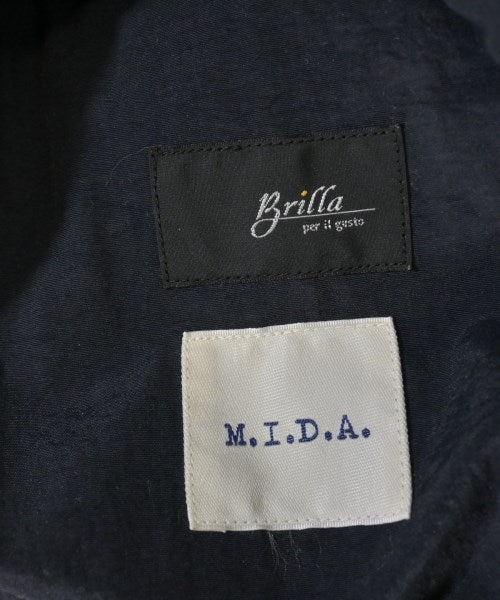 Brilla
per il gusto
M.I.D.A.